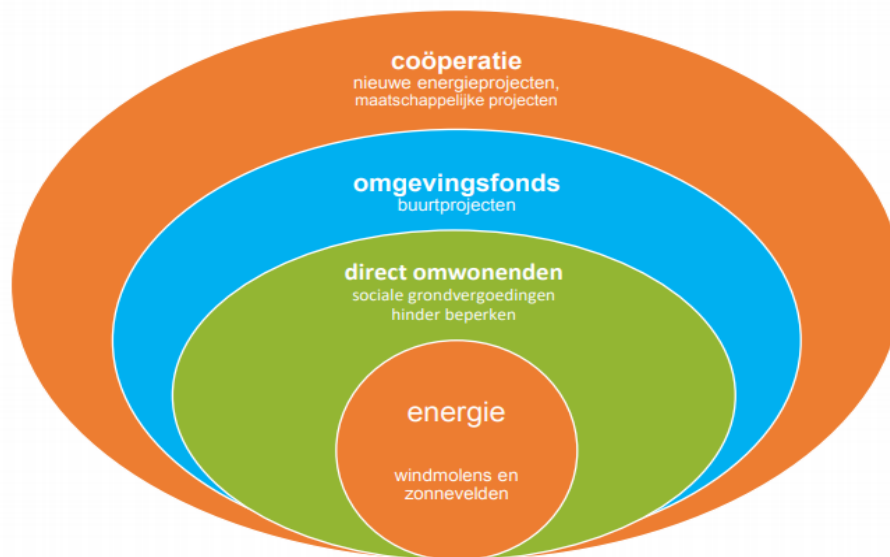 coöperatie
nieuwe energieprojecten,
maatschappelijke projecten
omgevingsfonds
buurtprojecten
direct omwonenden
sociale grondvergoedingen
hinder beperken
energie
windmolens en
zonnevelden